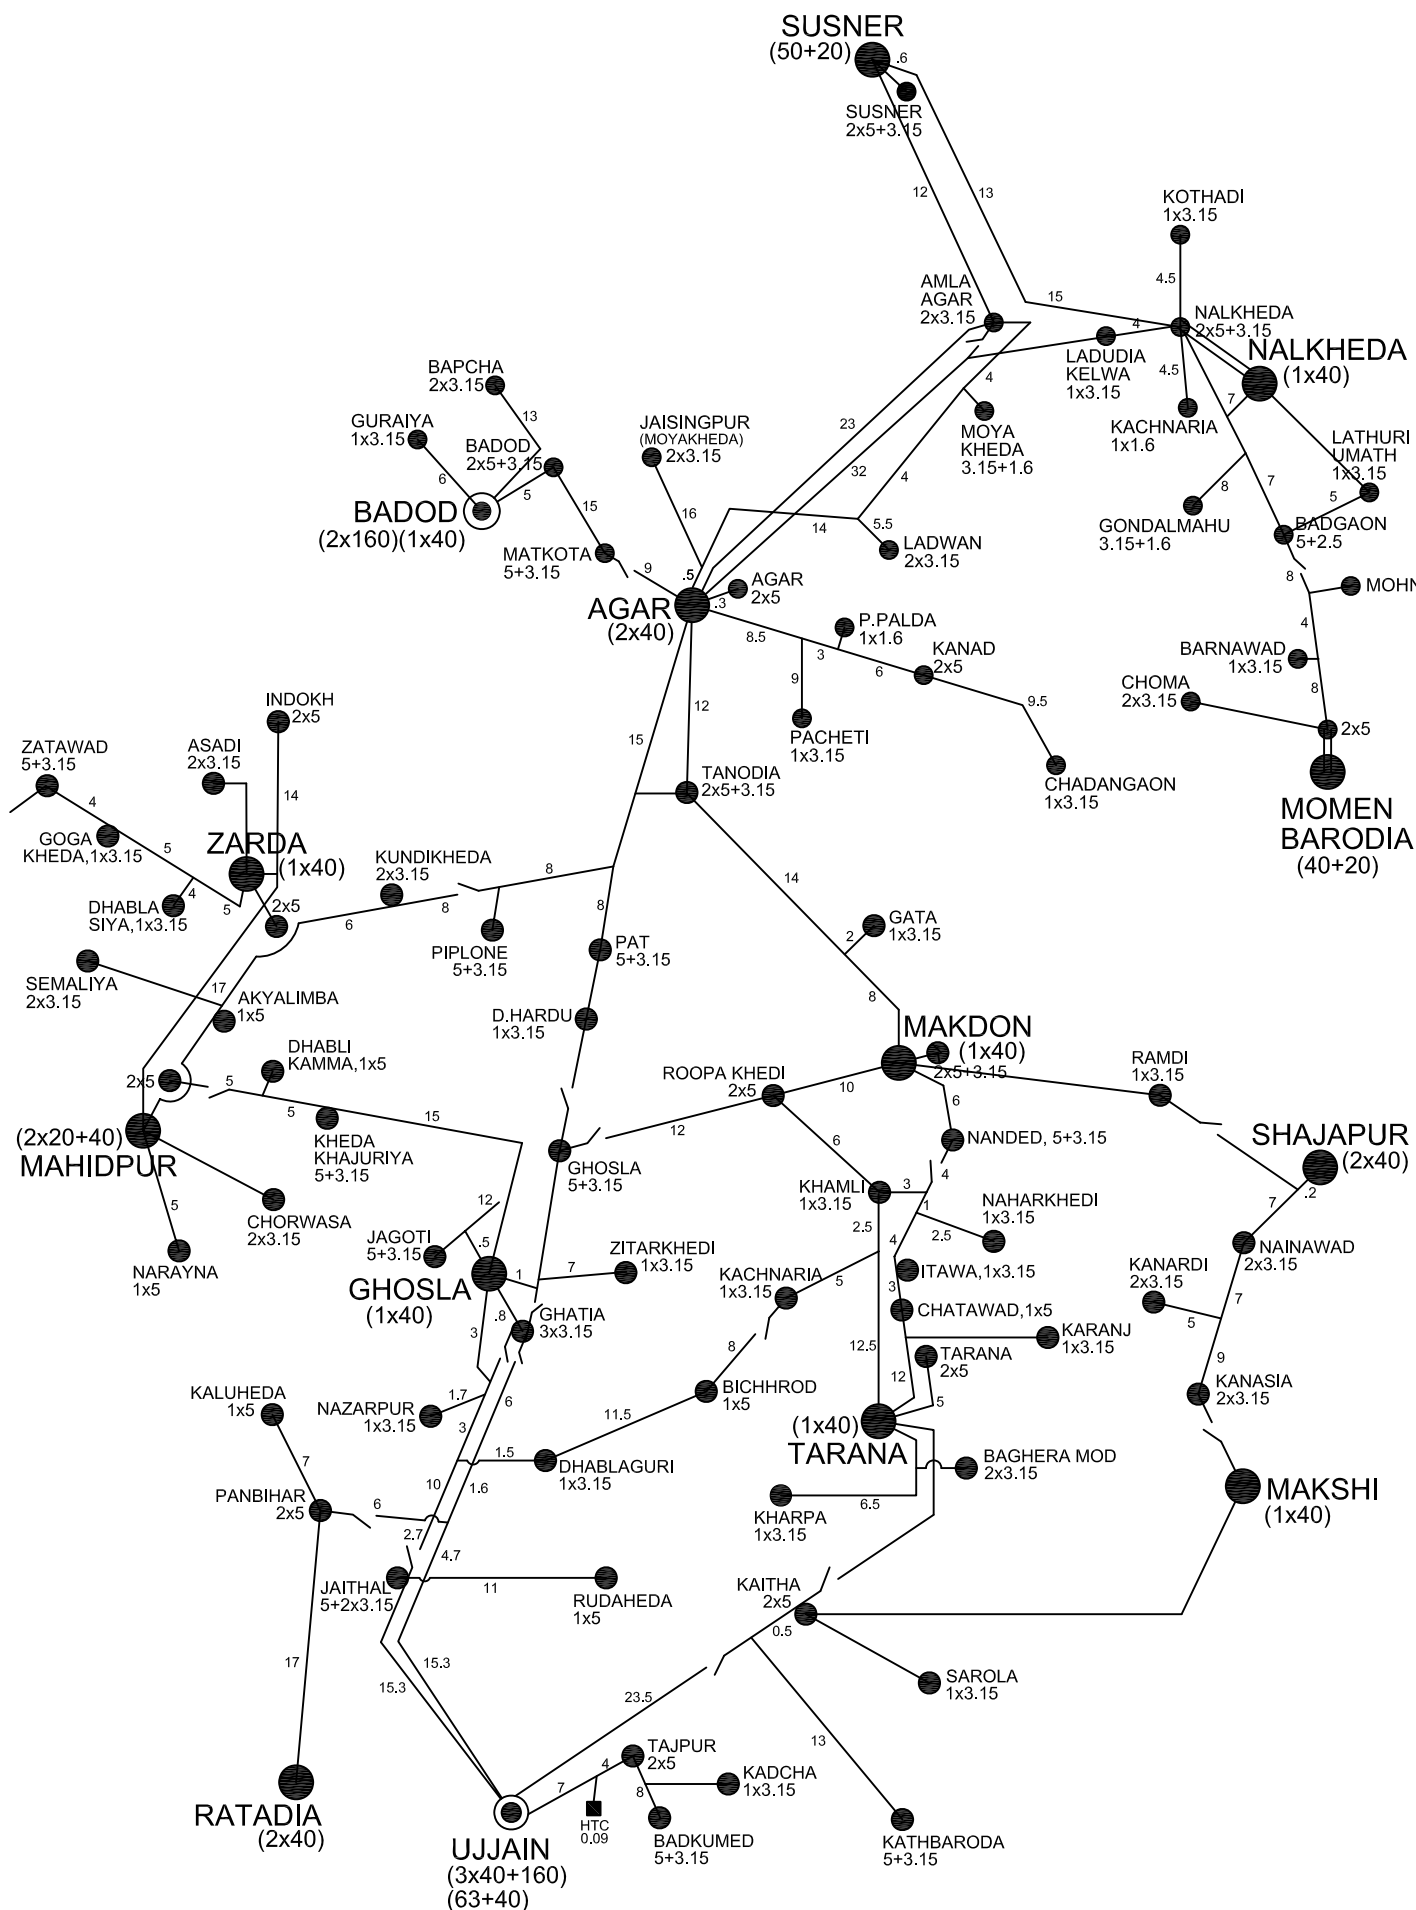 SUSNER
(50+20)
.6
SUSNER
2x5+3.15
12
13
KOTHADI
1x3.15
4.5
AMLA
AGAR
2x3.15
15
4
NALKHEDA
2x5+3.15
NALKHEDA
(1x40)
LADUDIA
KELWA
1x3.15
4.5
KACHNARIA
1x1.6
7
LATHURI
UMATH
1x3.15
BAPCHA
2x3.15
13
GURAIYA
1x3.15
BADOD
2x5+3.15
6
5
BADOD
(2x160)(1x40)
15
MATKOTA
5+3.15
9
JAISINGPUR
(MOYAKHEDA)
2x3.15
16
23
32
4
MOYA
KHEDA
3.15+1.6
4
14
5.5
LADWAN
2x3.15
8
7
5
GONDALMAHU
3.15+1.6
BADGAON
5+2.5
8
MOHN
4
BARNAWAD
1x3.15
8
CHOMA
2x3.15
2x5
MOMEN
BARODIA
(40+20)
.5
AGAR
(2x40)
.3
AGAR
2x5
8.5
P.PALDA
1x1.6
3
6
KANAD
2x5
9
PACHETI
1x3.15
9.5
CHADANGAON
1x3.15
12
15
TANODIA
2x5+3.15
INDOKH
2x5
ZATAWAD
5+3.15
ASADI
2x3.15
14
4
GOGA
KHEDA,1x3.15
5
ZARDA
(1x40)
DHABLA
SIYA,1x3.15
4
5
2x5
KUNDIKHEDA
2x3.15
6
8
8
PIPLONE
5+3.15
8
14
GATA
1x3.15
2
PAT
5+3.15
SEMALIYA
2x3.15
17
AKYALIMBA
1x5
D.HARDU
1x3.15
8
MAKDON
(1x40)
2x5+3.15
DHABLI
KAMMA,1x5
2x5
5
5
15
ROOPA KHEDI
2x5
10
RAMDI
1x3.15
6
(2x20+40)
MAHIDPUR
KHEDA
KHAJURIYA
5+3.15
12
NANDED, 5+3.15
SHAJAPUR
(2x40)
GHOSLA
5+3.15
6
4
5
CHORWASA
2x3.15
NARAYNA
1x5
KHAMLI
1x3.15
3
1
NAHARKHEDI
1x3.15
2.5
2.5
.2
7
NAINAWAD
2x3.15
12
JAGOTI
5+3.15
.5
GHOSLA
(1x40)
1
7
ZITARKHEDI
1x3.15
KACHNARIA
1x3.15
5
4
ITAWA,1x3.15
3
CHATAWAD,1x5
KANARDI
2x3.15
5
7
.8
GHATIA
3x3.15
3
8
12.5
KARANJ
1x3.15
TARANA
2x5
12
5
9
KANASIA
2x3.15
KALUHEDA
1x5
NAZARPUR
1x3.15
1.7
3
6
BICHHROD
1x5
11.5
(1x40)
TARANA
7
1.5
DHABLAGURI
1x3.15
BAGHERA MOD
2x3.15
MAKSHI
(1x40)
PANBIHAR
2x5
6
10
1.6
KHARPA
1x3.15
6.5
2.7
4.7
JAITHAL
5+2x3.15
11
RUDAHEDA
1x5
KAITHA
2x5
0.5
17
15.3
15.3
SAROLA
1x3.15
23.5
13
TAJPUR
2x5
4
7
8
KADCHA
1x3.15
RATADIA
(2x40)
HTC
0.09
BADKUMED
5+3.15
KATHBARODA
5+3.15
UJJAIN
(3x40+160)
(63+40)